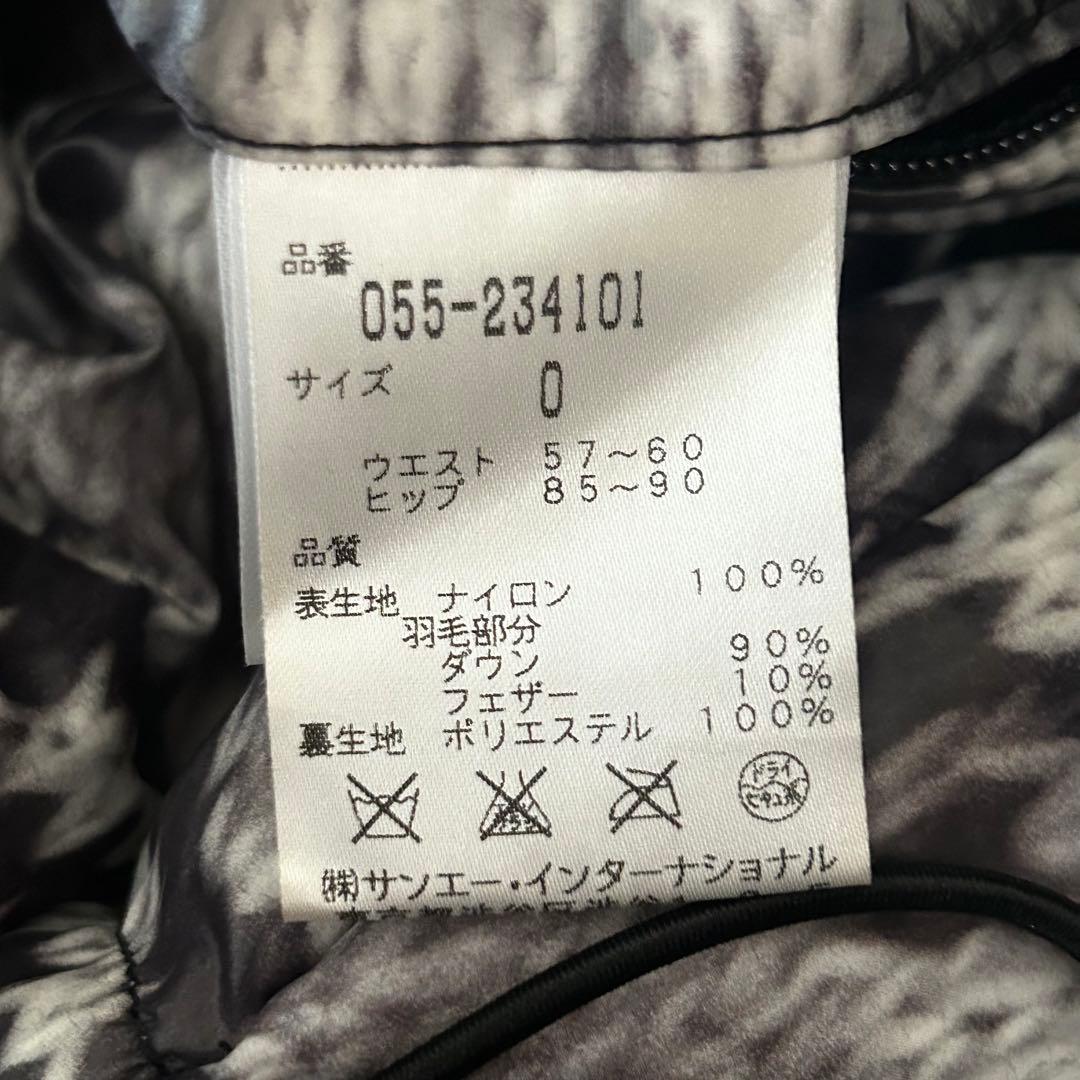 品番
055-234101
サイズ 0
ウエスト 57～60
ヒップ 85～90
品質
表生地 ナイロン 100%
羽毛部分
ダウン 90%
フェザー 10%
裏生地 ポリエステル 100%
ドライ
セキユ系
㈱サンエー・インターナショナル